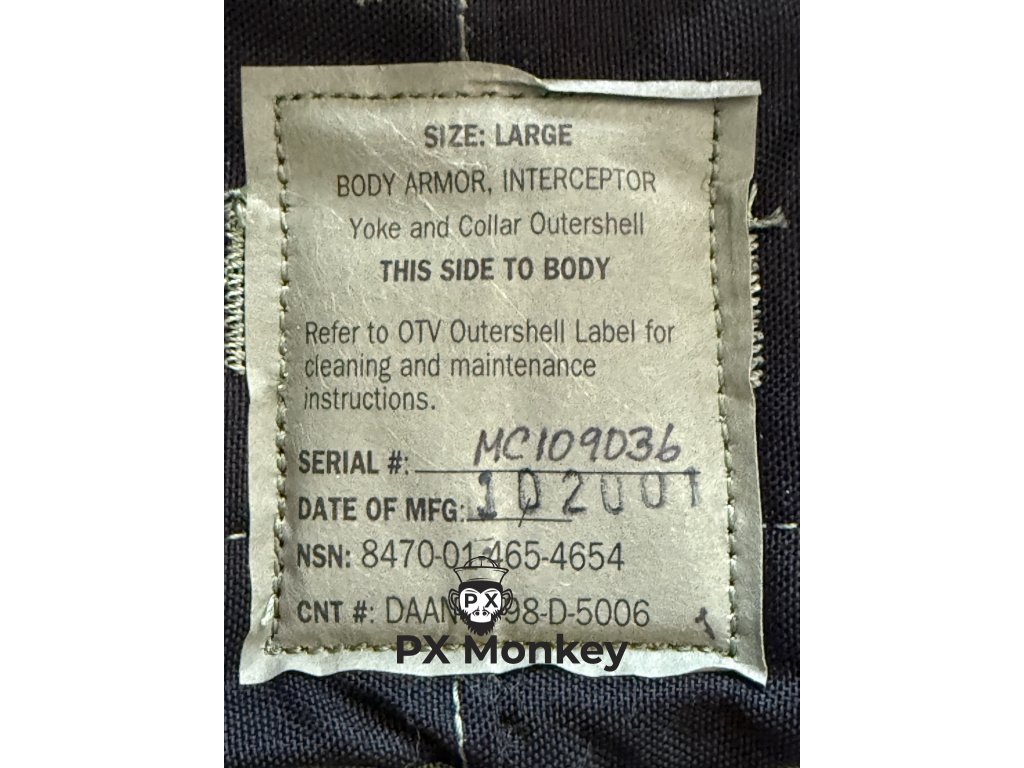 SIZE: LARGE
BODY ARMOR, INTERCEPTOR
Yoke and Collar Outershell
THIS SIDE TO BODY
Refer to OTV Outershell Label for
cleaning and maintenance
instructions.
SERIAL #: MC109036
DATE OF MFG: 10 2001
NSN: 8470-01-465-4654
CNT #: 98-D-5006
PX
PX Monkey